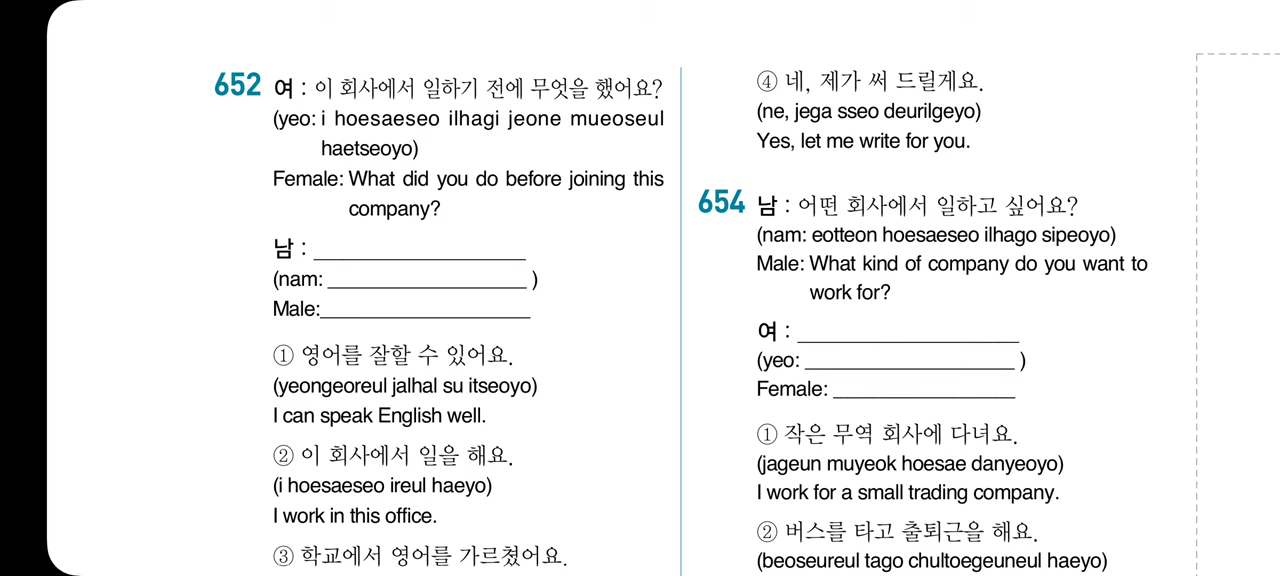 652 여 : 이 회사에서 일하기 전에 무엇을 했어요?
(yeo: i hoesaeseo ilhagi jeone mueoseul
haetseoyo)
Female: What did you do before joining this
company?
남 : ____________________
(nam: ____________________ )
Male:____________________
① 영어를 잘할 수 있어요.
(yeongeoreul jalhal su itseoyo)
I can speak English well.
② 이 회사에서 일을 해요.
(i hoesaeseo ireul haeyo)
I work in this office.
③ 학교에서 영어를 가르쳤어요.
④ 네, 제가 써 드릴게요.
(ne, jega sseo deurilgeyo)
Yes, let me write for you.
654 남 : 어떤 회사에서 일하고 싶어요?
(nam: eotteon hoesaeseo ilhago sipeoyo)
Male: What kind of company do you want to
work for?
여 : ____________________
(yeo: ____________________ )
Female: ____________________
① 작은 무역 회사에 다녀요.
(jageun muyeok hoesae danyeoyo)
I work for a small trading company.
② 버스를 타고 출퇴근을 해요.
(beoseureul tago chultoegeuneul haeyo)